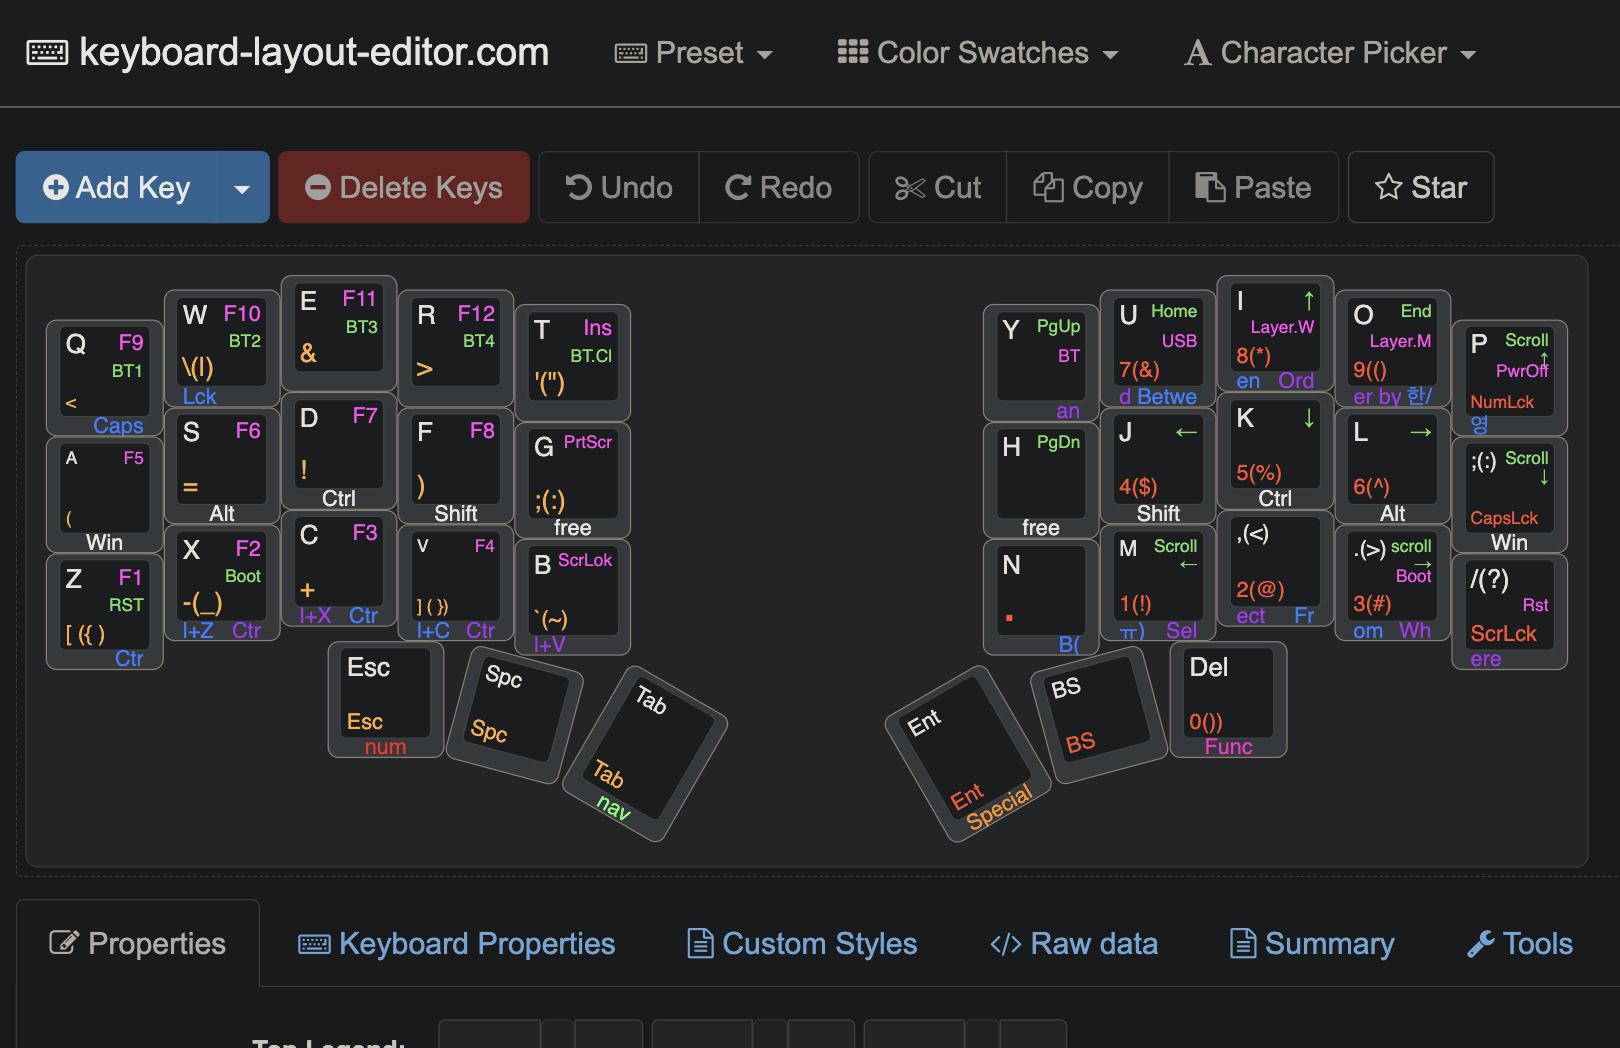 keyboard-layout-editor.com Preset Color Swatches Character Picker
Add Key Delete Keys Undo Redo Cut Copy Paste Star
Q F9
BT1
<
Caps
W F10
BT2
\(|)
Lck
E F11
BT3
&
R F12
BT4
>
T Ins
BT.Cl
'(")
Y PgUp
BT
an
U Home
USB
7(&)
d Betwe
I ↑
Layer.W
8(*)
en Ord
O End
Layer.M
9(()
er by 한/
P Scroll
↑
PwrOff
NumLck
영
A F5
(
Win
S F6
=
Alt
D F7
!
Ctrl
F F8
)
Shift
G PrtScr
;(:)
free
H PgDn
free
J ←
4($)
Shift
K ↓
5(%)
Ctrl
L →
6(^)
Alt
;(:) Scroll
↓
CapsLck
Win
Z F1
RST
[ ({ )
Ctr
X F2
Boot
-(_)
l+Z Ctr
C F3
+
l+X Ctr
V F4
] ( })
l+C Ctr
B ScrLok
`(~)
l+V
N
.
B(
M Scroll
←
1(!)
ㅠ) Sel
,(<)
2(@)
ect Fr
.(>) scroll
→
Boot
3(#)
om Wh
/(?)
Rst
ScrLck
ere
Esc
Esc
num
Spc
Spc
Tab
Tab
nav
Ent
Ent
Special
BS
BS
Del
0())
Func
Properties Keyboard Properties Custom Styles Raw data Summary Tools
Top Legend: